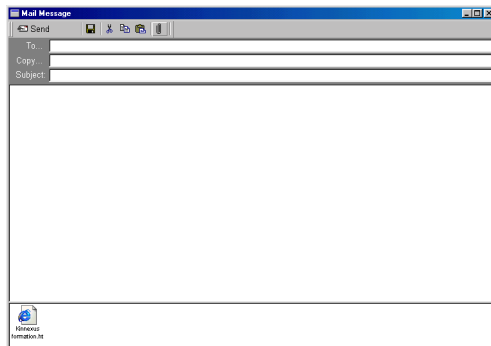 Mail Message
Send
To...
Copy...
Subject:
Kinnexus
formation.ht